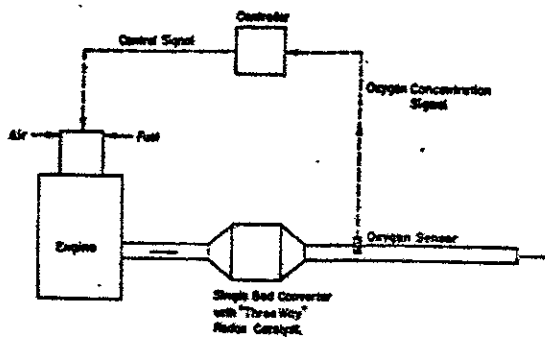 Controller
Control Signal
Oxygen Concentration
Signal
Air
Fuel
Engine
Oxygen Sensor
Single Bed Converter
with "Three Way"
Redox Catalyst.